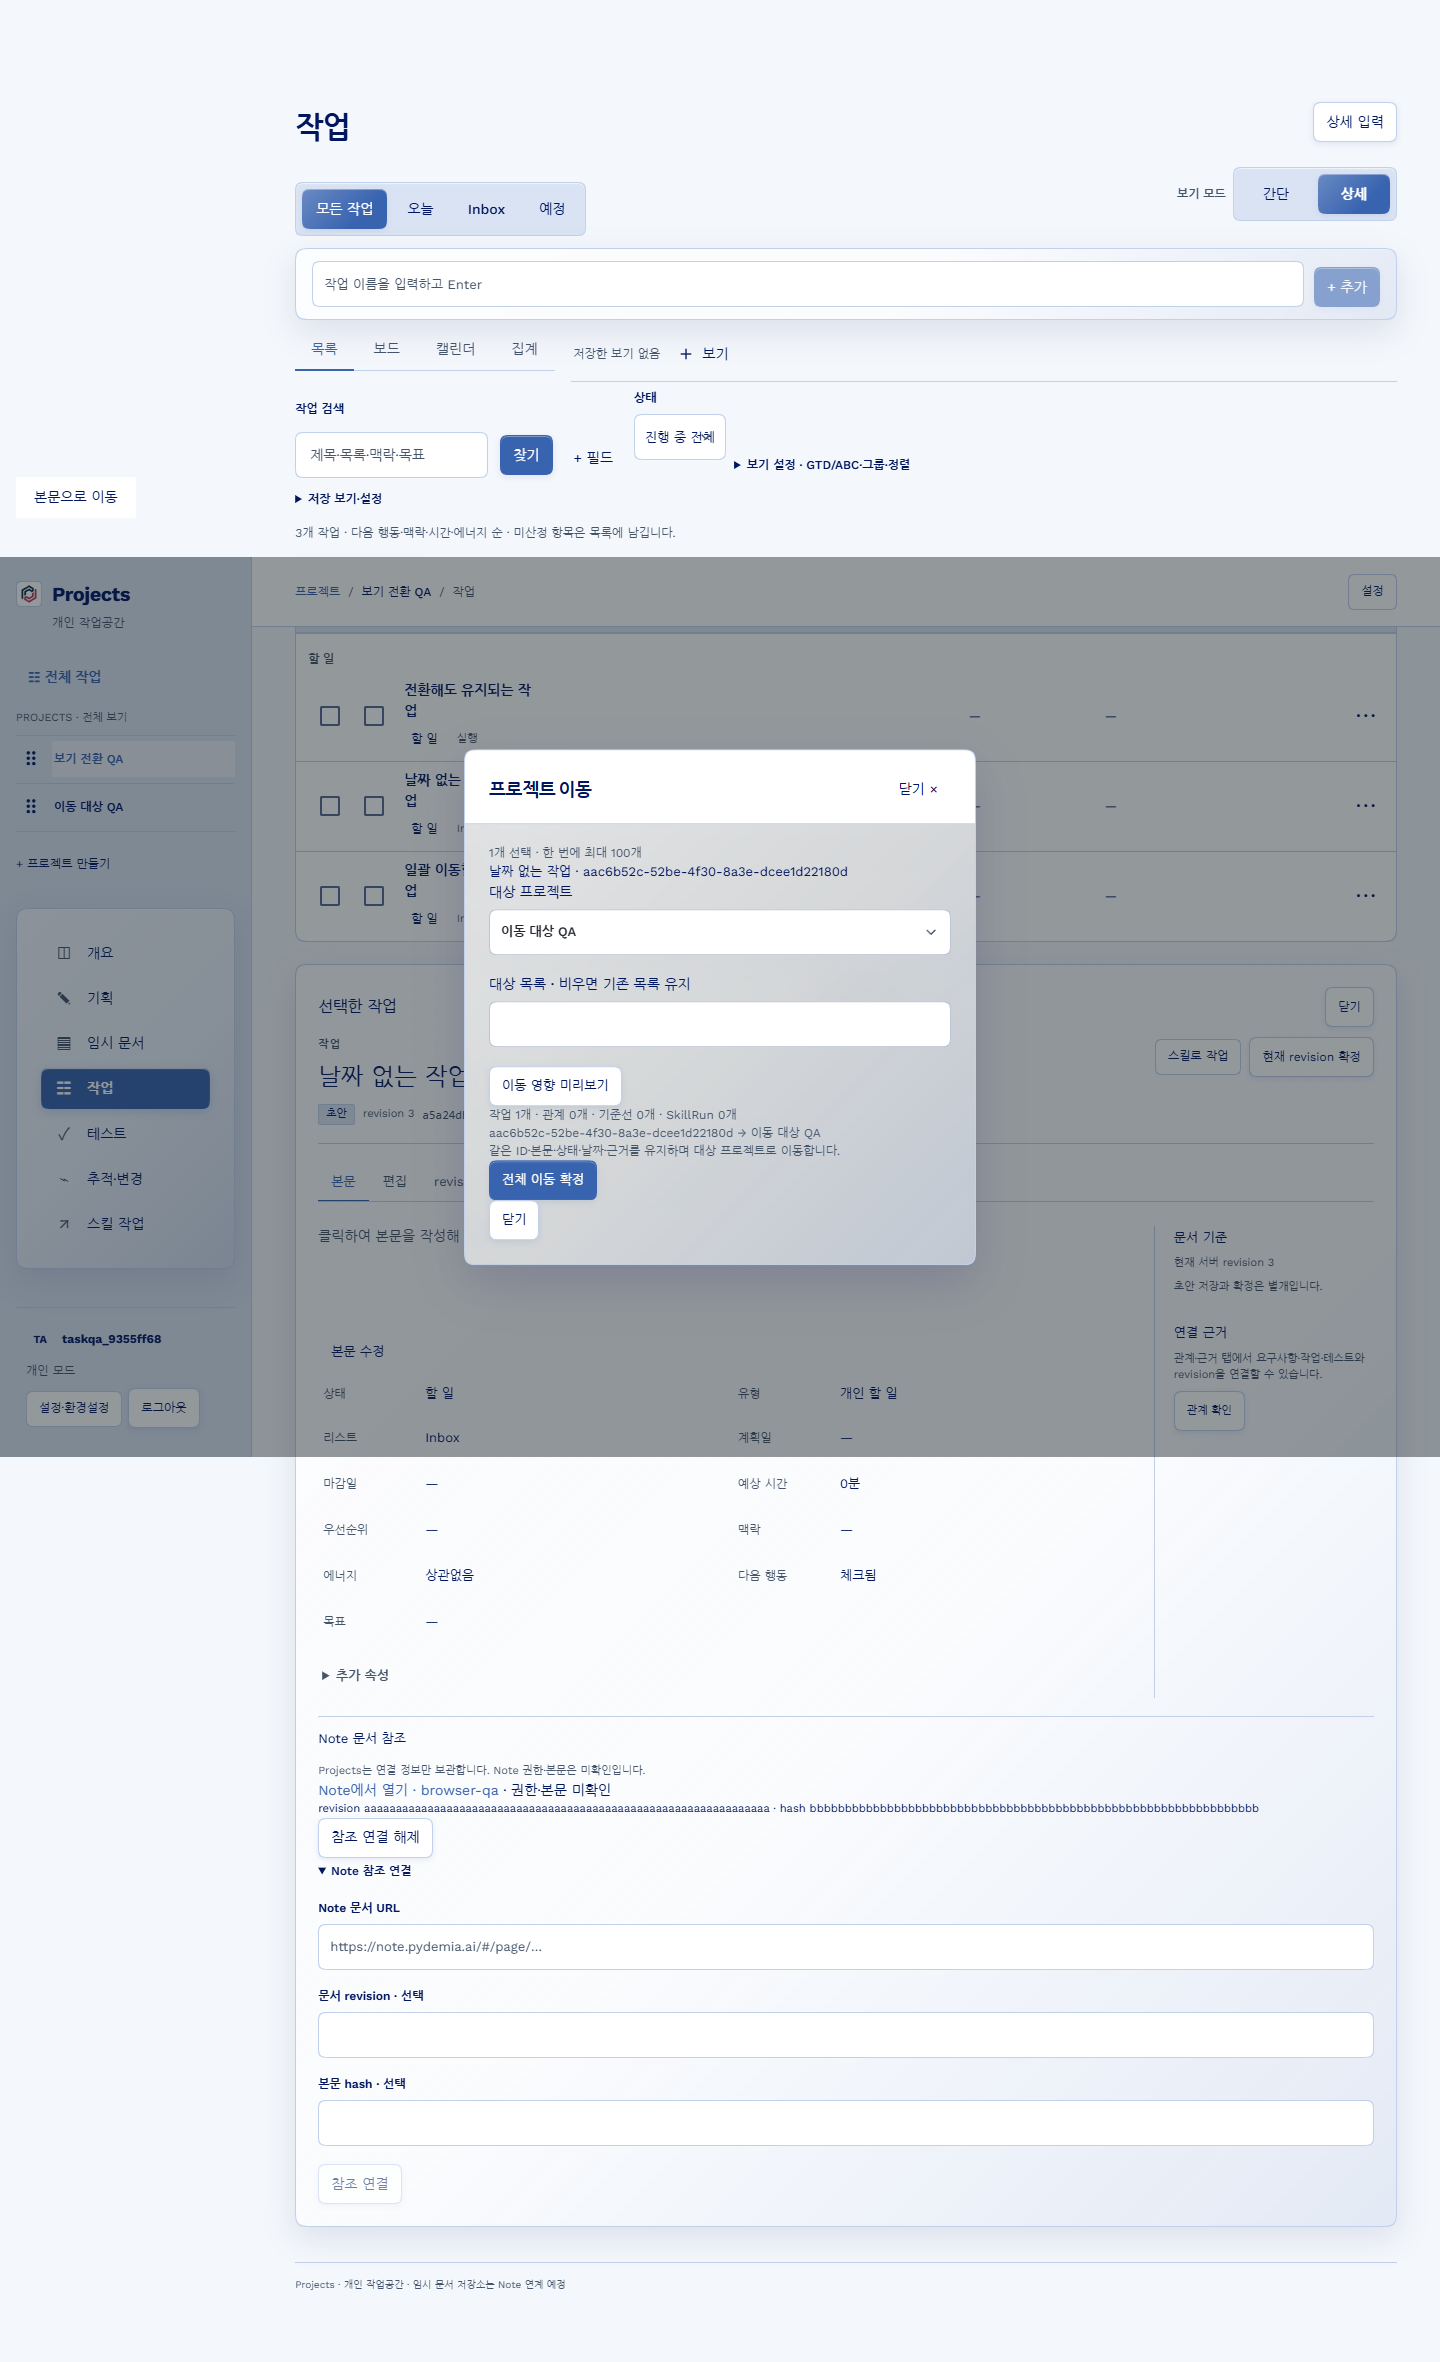 작업
상세 입력
모든 작업 오늘 Inbox 예정
보기 모드 간단 상세
작업 이름을 입력하고 Enter
+ 추가
목록 보드 캘린더 집계
저장한 보기 없음 + 보기
작업 검색
상태
제목·목록·맥락·목표
찾기
+ 필드
진행 중 전체
▶ 보기 설정 · GTD/ABC·그룹·정렬
▶ 저장 보기·설정
본문으로 이동
3개 작업 · 다음 행동·맥락·시간·에너지 순 · 미산정 항목은 목록에 남깁니다.
Projects
개인 작업공간
프로젝트 / 보기 전환 QA / 작업
설정
전체 작업
PROJECTS · 전체 보기
보기 전환 QA
이동 대상 QA
+ 프로젝트 만들기
개요
기획
임시 문서
작업
테스트
추적·변경
스킬 작업
TA taskqa_9355ff68
개인 모드
설정·환경설정
로그아웃
할 일
전환해도 유지되는 작
업
할 일 실행
— —
날짜 없는
업
할 일 In
— —
일괄 이동
업
할 일 In
— —
프로젝트 이동
닫기 ×
1개 선택 · 한 번에 최대 100개
날짜 없는 작업 · aac6b52c-52be-4f30-8a3e-dcee1d22180d
대상 프로젝트
이동 대상 QA
대상 목록 · 비우면 기존 목록 유지
이동 영향 미리보기
작업 1개 · 관계 0개 · 기준선 0개 · SkillRun 0개
aac6b52c-52be-4f30-8a3e-dcee1d22180d → 이동 대상 QA
같은 ID·본문·상태·날짜·근거를 유지하며 대상 프로젝트로 이동합니다.
전체 이동 확정
닫기
선택한 작업
닫기
작업
스킬로 작업
현재 revision 확정
날짜 없는 작업
초안 revision 3 a5a24d
본문 편집 revis
클릭하여 본문을 작성해
문서 기준
현재 서버 revision 3
초안 저장과 확정은 별개입니다.
연결 근거
관계·근거 탭에서 요구사항·작업·테스트와
revision을 연결할 수 있습니다.
관계 확인
본문 수정
상태 할 일 유형 개인 할 일
리스트 Inbox 계획일 —
마감일 — 예상 시간 0분
우선순위 — 맥락 —
에너지 상관없음 다음 행동 체크됨
목표 —
▶ 추가 속성
Note 문서 참조
Projects는 연결 정보만 보관합니다. Note 권한·본문은 미확인입니다.
Note에서 열기 · browser-qa · 권한·본문 미확인
revision aaaaaaaaaaaaaaaaaaaaaaaaaaaaaaaaaaaaaaaaaaaaaaaaaaaaaaaaaaaaaaaa · hash bbbbbbbbbbbbbbbbbbbbbbbbbbbbbbbbbbbbbbbbbbbbbbbbbbbbbbbbbbbbbbbb
참조 연결 해제
▼ Note 참조 연결
Note 문서 URL
https://note.pydemia.ai/#/page/...
문서 revision · 선택
본문 hash · 선택
참조 연결
Projects · 개인 작업공간 · 임시 문서 저장소는 Note 연계 예정